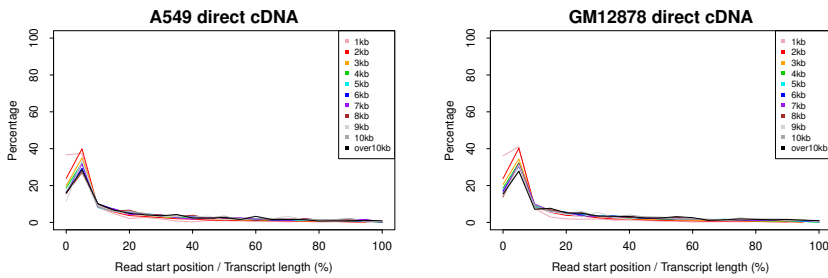 A549 direct cDNA
Percentage
100
80
60
40
20
0
1kb
2kb
3kb
4kb
5kb
6kb
7kb
8kb
9kb
10kb
over10kb
0 20 40 60 80 100
Read start position / Transcript length (%)
GM12878 direct cDNA
Percentage
100
80
60
40
20
0
1kb
2kb
3kb
4kb
5kb
6kb
7kb
8kb
9kb
10kb
over10kb
0 20 40 60 80 100
Read start position / Transcript length (%)